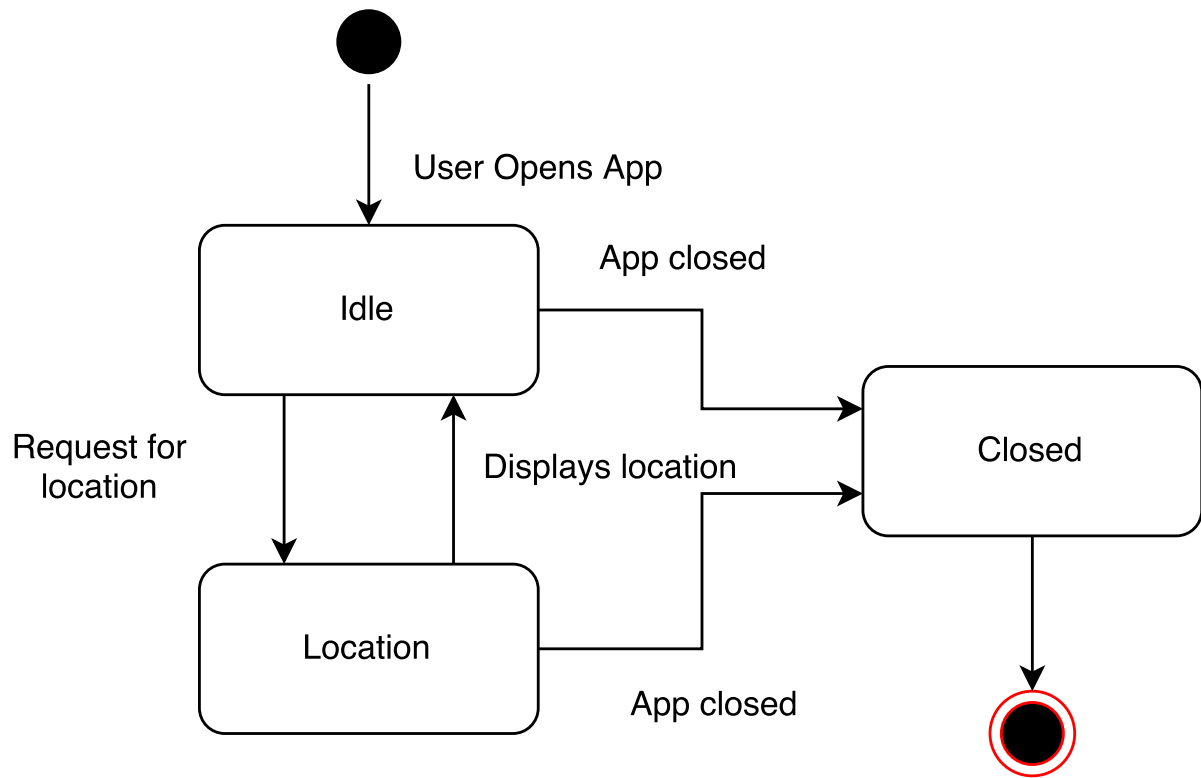 User Opens App
App closed
Idle
Request for
location
Displays location
Closed
Location
App closed